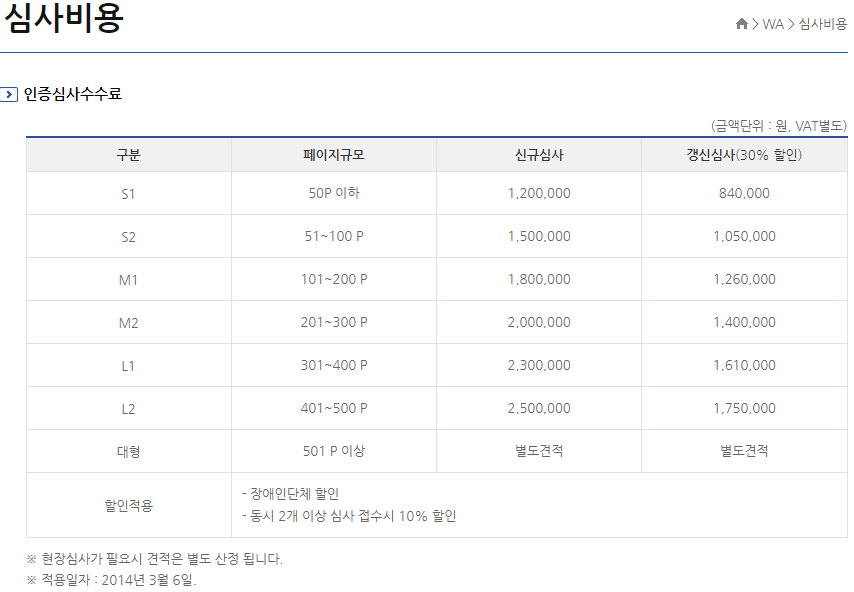 심사비용
> WA > 심사비용
인증심사수수료
(금액단위 : 원, VAT별도)
구분 페이지규모 신규심사 갱신심사(30% 할인)
S1 50P 이하 1,200,000 840,000
S2 51~100 P 1,500,000 1,050,000
M1 101~200 P 1,800,000 1,260,000
M2 201~300 P 2,000,000 1,400,000
L1 301~400 P 2,300,000 1,610,000
L2 401~500 P 2,500,000 1,750,000
대형 501 P 이상 별도견적 별도견적
할인적용
- 장애인단체 할인
- 동시 2개 이상 심사 접수시 10% 할인
※ 현장심사가 필요시 견적은 별도 산정 됩니다.
※ 적용일자 : 2014년 3월 6일.